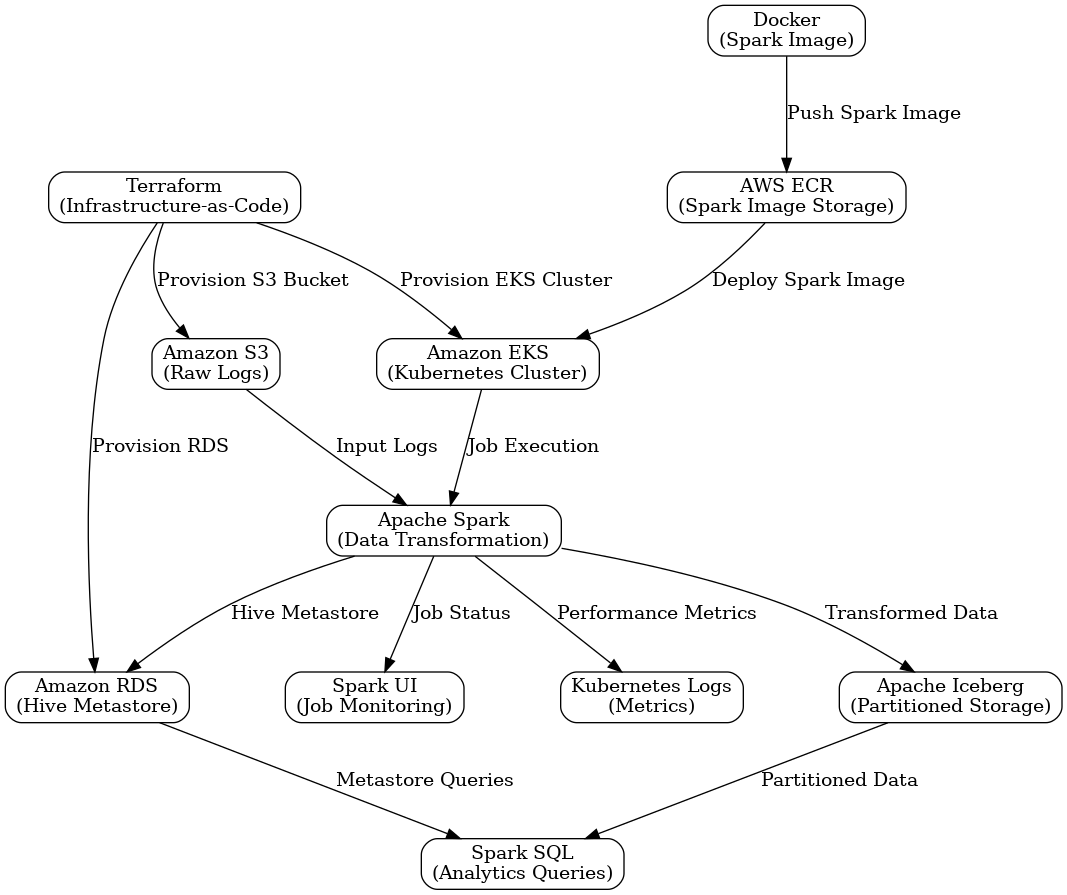 Docker
(Spark Image)
Push Spark Image
Terraform
(Infrastructure-as-Code)
AWS ECR
(Spark Image Storage)
Provision S3 Bucket
Provision EKS Cluster
Deploy Spark Image
Amazon S3
(Raw Logs)
Amazon EKS
(Kubernetes Cluster)
Provision RDS
Input Logs
Job Execution
Apache Spark
(Data Transformation)
Hive Metastore
Job Status
Performance Metrics
Transformed Data
Amazon RDS
(Hive Metastore)
Spark UI
(Job Monitoring)
Kubernetes Logs
(Metrics)
Apache Iceberg
(Partitioned Storage)
Metastore Queries
Partitioned Data
Spark SQL
(Analytics Queries)